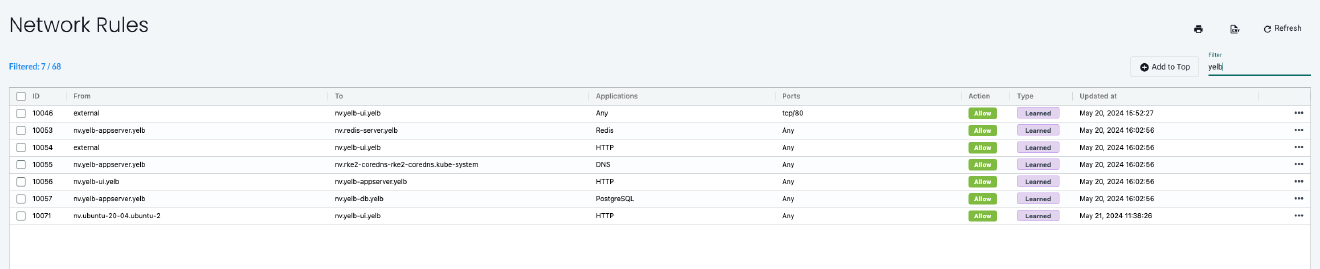 Network Rules
Refresh
Filtered: 7 / 68
Add to Top
Filter
yelb
ID From To Applications Ports Action Type Updated at
10046 external nv.yelb-ui.yelb Any tcp/80 Allow Learned May 20, 2024 15:52:27
10053 nv.yelb-appserver.yelb nv.redis-server.yelb Redis Any Allow Learned May 20, 2024 16:02:56
10054 external nv.yelb-ui.yelb HTTP Any Allow Learned May 20, 2024 16:02:56
10055 nv.yelb-appserver.yelb nv.rke2-coredns-rke2-coredns.kube-system DNS Any Allow Learned May 20, 2024 16:02:56
10056 nv.yelb-ui.yelb nv.yelb-appserver.yelb HTTP Any Allow Learned May 20, 2024 16:02:56
10057 nv.yelb-appserver.yelb nv.yelb-db.yelb PostgreSQL Any Allow Learned May 20, 2024 16:02:56
10071 nv.ubuntu-20-04.ubuntu-2 nv.yelb-ui.yelb HTTP Any Allow Learned May 21, 2024 11:38:26